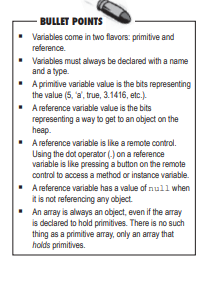 BULLET POINTS
▪ Variables come in two flavors: primitive and
reference.
▪ Variables must always be declared with a name
and a type.
▪ A primitive variable value is the bits representing
the value (5, 'a', true, 3.1416, etc.).
▪ A reference variable value is the bits
representing a way to get to an object on the
heap.
▪ A reference variable is like a remote control.
Using the dot operator (.) on a reference
variable is like pressing a button on the remote
control to access a method or instance variable.
▪ A reference variable has a value of null when
it is not referencing any object.
▪ An array is always an object, even if the array
is declared to hold primitives. There is no such
thing as a primitive array, only an array that
holds primitives.